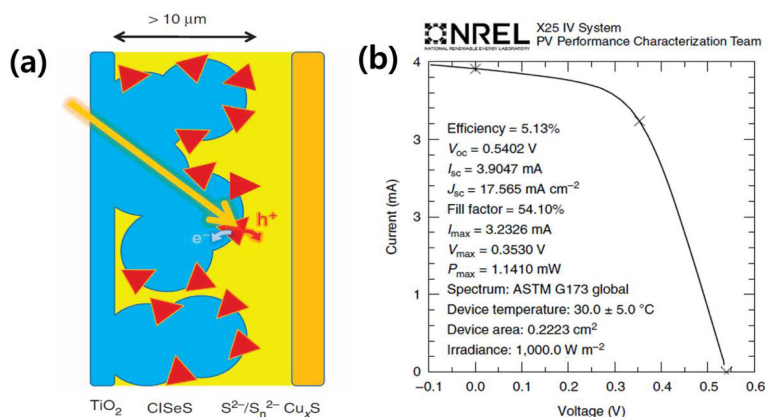 (a)
> 10 μm
h⁺
e⁻
TiO₂ CISeS S²⁻/Sₙ²⁻ CuₓS
(b)
NREL
NATIONAL RENEWABLE ENERGY LABORATORY
X25 IV System
PV Performance Characterization Team
Current (mA)
4
3
3
1
0
Efficiency = 5.13%
Voc = 0.5402 V
Isc = 3.9047 mA
Jsc = 17.565 mA cm⁻²
Fill factor = 54.10%
Imax = 3.2326 mA
Vmax = 0.3530 V
Pmax = 1.1410 mW
Spectrum: ASTM G173 global
Device temperature: 30.0 ± 5.0 °C
Device area: 0.2223 cm²
Irradiance: 1,000.0 W m⁻²
−0.1 0.0 0.1 0.2 0.3 0.4 0.5 0.6
Voltage (V)